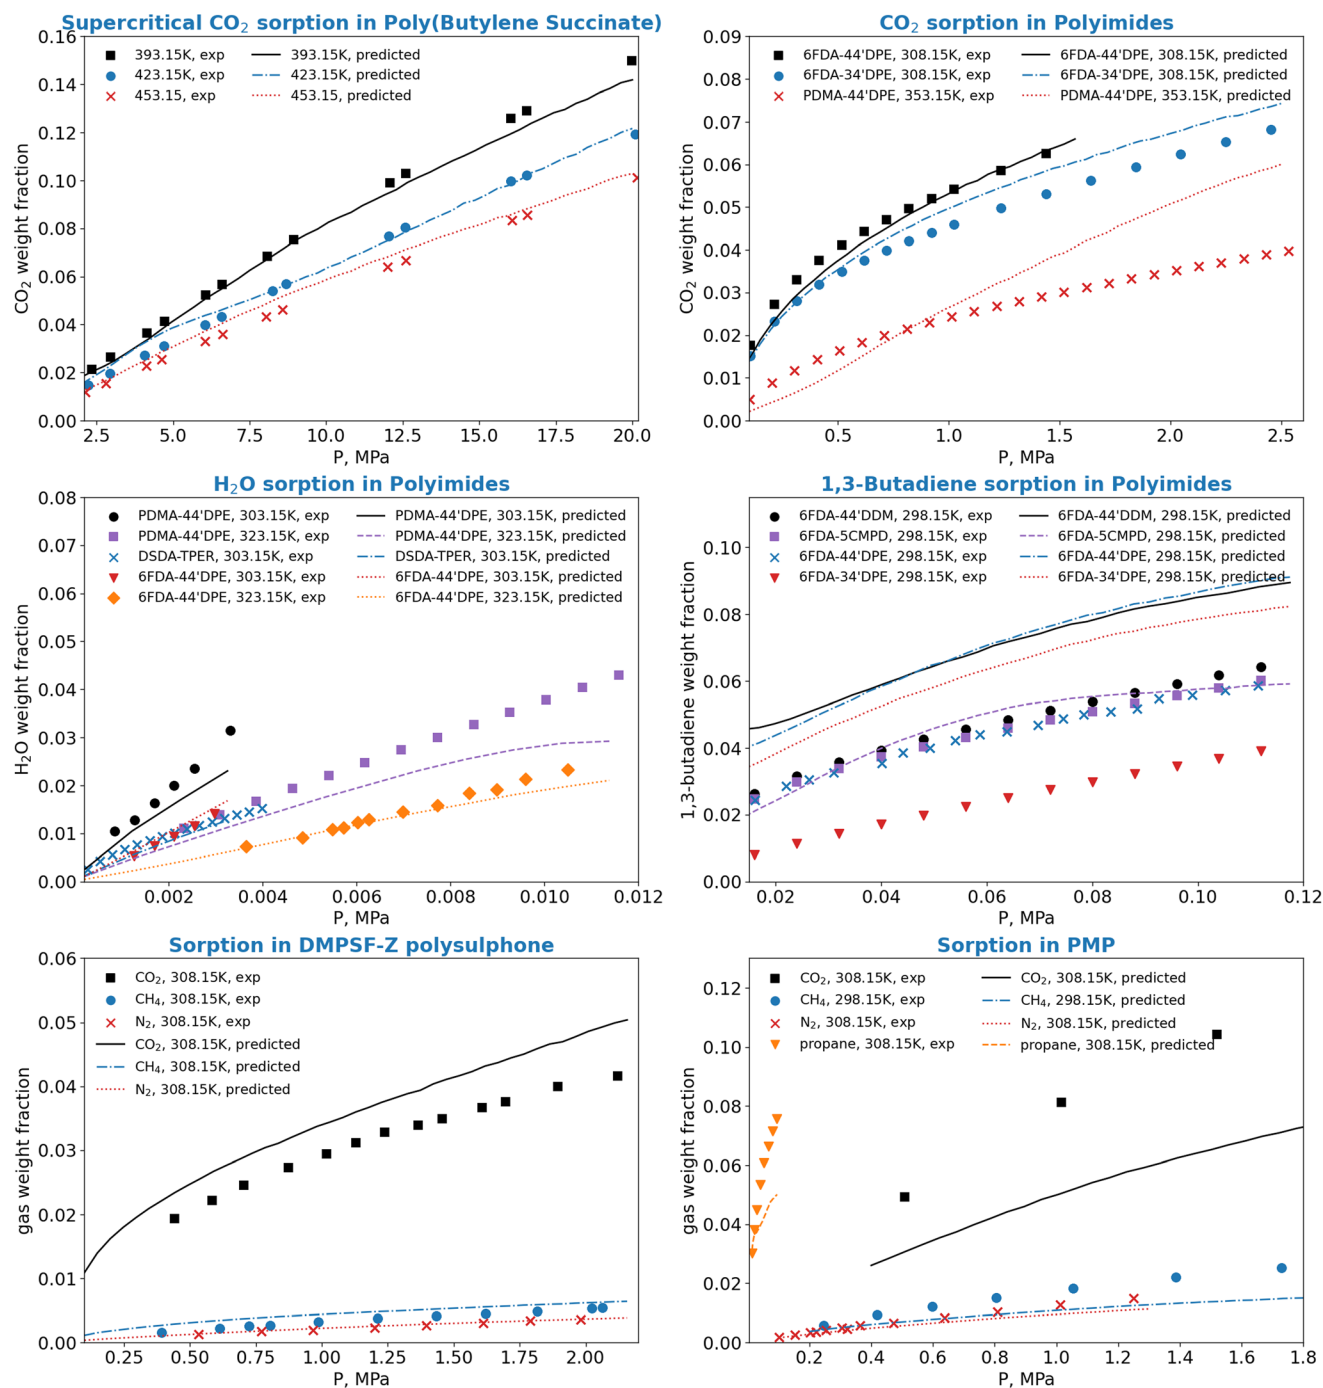 Supercritical CO₂ sorption in Poly(Butylene Succinate)
0.16
0.14
0.12
0.10
0.08
0.06
0.04
0.02
0.00
CO₂ weight fraction
393.15K, exp
423.15K, exp
453.15, exp
393.15K, predicted
423.15K, predicted
453.15, predicted
2.5 5.0 7.5 10.0 12.5 15.0 17.5 20.0
P, MPa
CO₂ sorption in Polyimides
0.09
0.08
0.07
0.06
0.05
0.04
0.03
0.02
0.01
0.00
CO₂ weight fraction
6FDA-44'DPE, 308.15K, exp
6FDA-34'DPE, 308.15K, exp
PDMA-44'DPE, 353.15K, exp
6FDA-44'DPE, 308.15K, predicted
6FDA-34'DPE, 308.15K, predicted
PDMA-44'DPE, 353.15K, predicted
0.5 1.0 1.5 2.0 2.5
P, MPa
H₂O sorption in Polyimides
0.08
0.07
0.06
0.05
0.04
0.03
0.02
0.01
0.00
H₂O weight fraction
PDMA-44'DPE, 303.15K, exp
PDMA-44'DPE, 323.15K, exp
DSDA-TPER, 303.15K, exp
6FDA-44'DPE, 303.15K, exp
6FDA-44'DPE, 323.15K, exp
PDMA-44'DPE, 303.15K, predicted
PDMA-44'DPE, 323.15K, predicted
DSDA-TPER, 303.15K, predicted
6FDA-44'DPE, 303.15K, predicted
6FDA-44'DPE, 323.15K, predicted
0.002 0.004 0.006 0.008 0.010 0.012
P, MPa
1,3-Butadiene sorption in Polyimides
0.10
0.08
0.06
0.04
0.02
0.00
1,3-butadiene weight fraction
6FDA-44'DDM, 298.15K, exp
6FDA-5CMPD, 298.15K, exp
6FDA-44'DPE, 298.15K, exp
6FDA-34'DPE, 298.15K, exp
6FDA-44'DDM, 298.15K, predicted
6FDA-5CMPD, 298.15K, predicted
6FDA-44'DPE, 298.15K, predicted
6FDA-34'DPE, 298.15K, predicted
0.02 0.04 0.06 0.08 0.10 0.12
P, MPa
Sorption in DMPSF-Z polysulphone
0.06
0.05
0.04
0.03
0.02
0.01
0.00
gas weight fraction
CO₂, 308.15K, exp
CH₄, 308.15K, exp
N₂, 308.15K, exp
CO₂, 308.15K, predicted
CH₄, 308.15K, predicted
N₂, 308.15K, predicted
0.25 0.50 0.75 1.00 1.25 1.50 1.75 2.00
P, MPa
Sorption in PMP
0.12
0.10
0.08
0.06
0.04
0.02
0.00
gas weight fraction
CO₂, 308.15K, exp
CH₄, 298.15K, exp
N₂, 308.15K, exp
propane, 308.15K, exp
CO₂, 308.15K, predicted
CH₄, 298.15K, predicted
N₂, 308.15K, predicted
propane, 308.15K, predicted
0.2 0.4 0.6 0.8 1.0 1.2 1.4 1.6 1.8
P, MPa